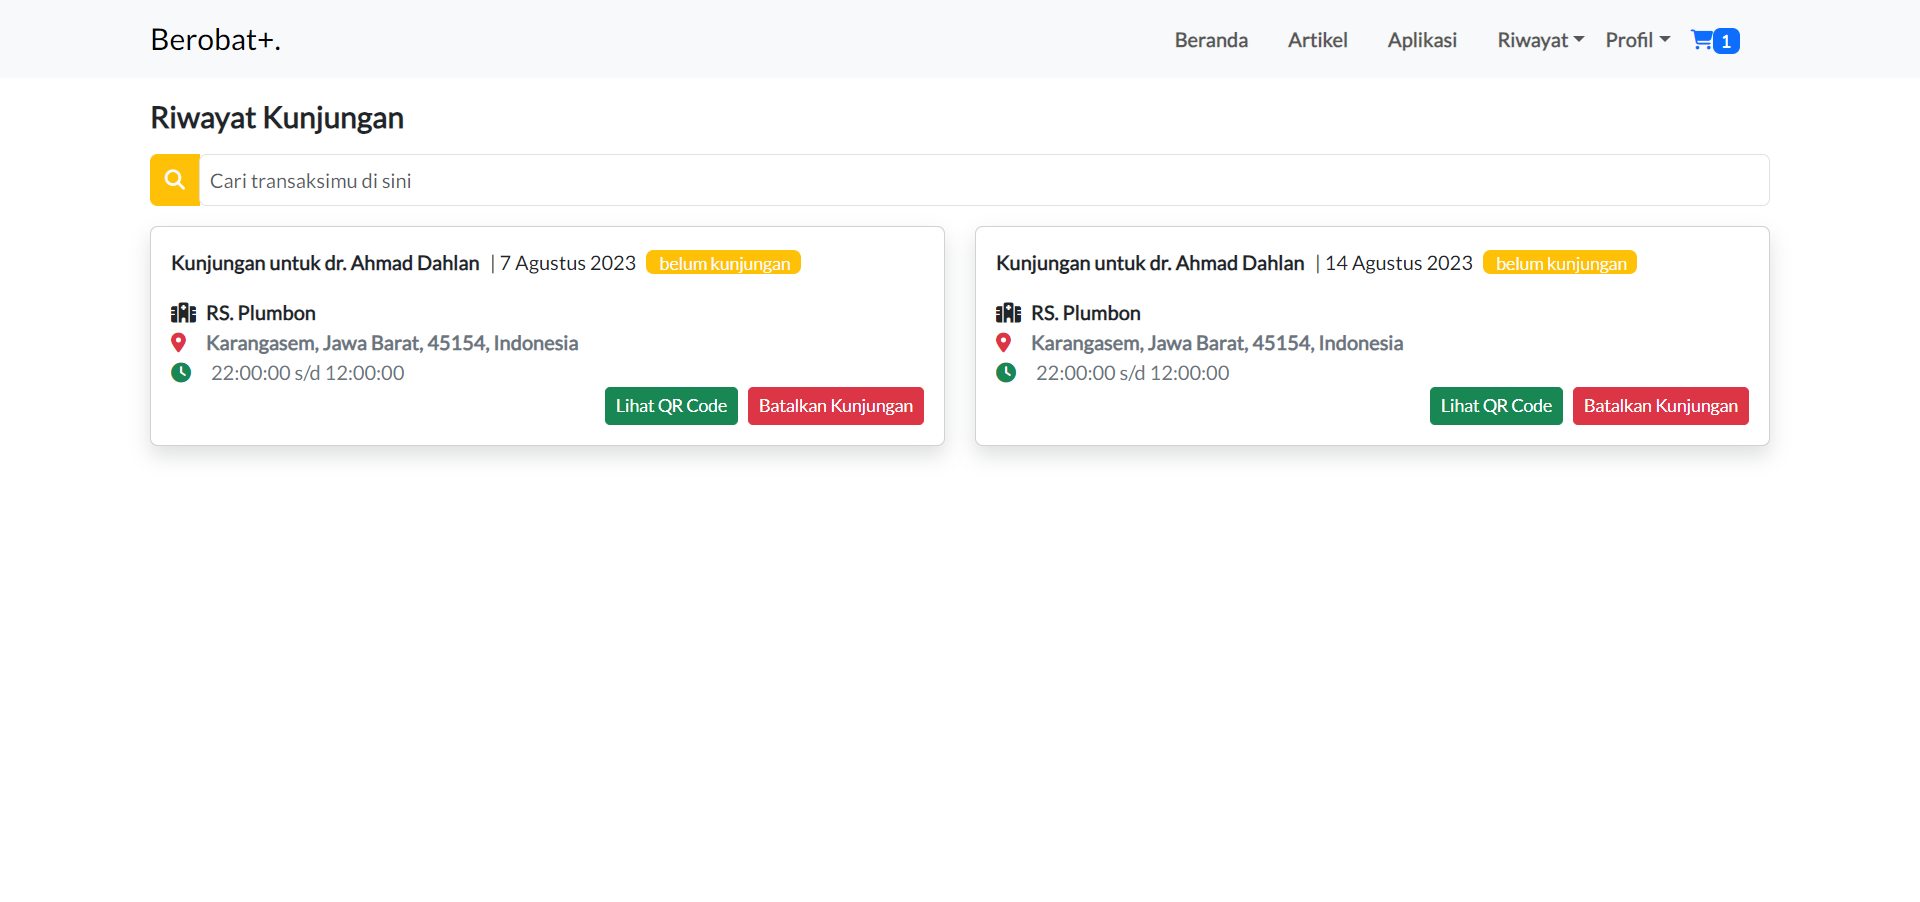 Berobat+.
Beranda Artikel Aplikasi Riwayat Profil 1
Riwayat Kunjungan
Cari transaksimu di sini
Kunjungan untuk dr. Ahmad Dahlan | 7 Agustus 2023 belum kunjungan
RS. Plumbon
Karangasem, Jawa Barat, 45154, Indonesia
22:00:00 s/d 12:00:00
Lihat QR Code Batalkan Kunjungan
Kunjungan untuk dr. Ahmad Dahlan | 14 Agustus 2023 belum kunjungan
RS. Plumbon
Karangasem, Jawa Barat, 45154, Indonesia
22:00:00 s/d 12:00:00
Lihat QR Code Batalkan Kunjungan